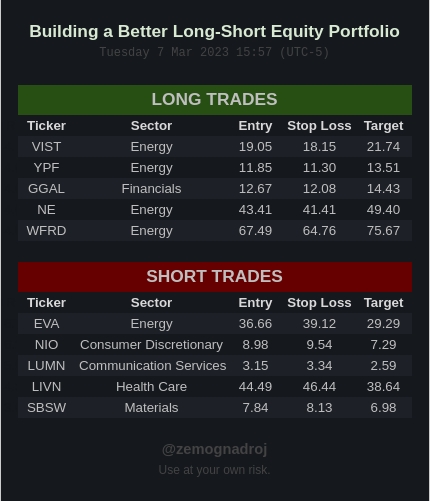 Building a Better Long-Short Equity Portfolio
Tuesday 7 Mar 2023 15:57 (UTC-5)
LONG TRADES
Ticker Sector Entry Stop Loss Target
VIST Energy 19.05 18.15 21.74
YPF Energy 11.85 11.30 13.51
GGAL Financials 12.67 12.08 14.43
NE Energy 43.41 41.41 49.40
WFRD Energy 67.49 64.76 75.67
SHORT TRADES
Ticker Sector Entry Stop Loss Target
EVA Energy 36.66 39.12 29.29
NIO Consumer Discretionary 8.98 9.54 7.29
LUMN Communication Services 3.15 3.34 2.59
LIVN Health Care 44.49 46.44 38.64
SBSW Materials 7.84 8.13 6.98
@zemognadroj
Use at your own risk.